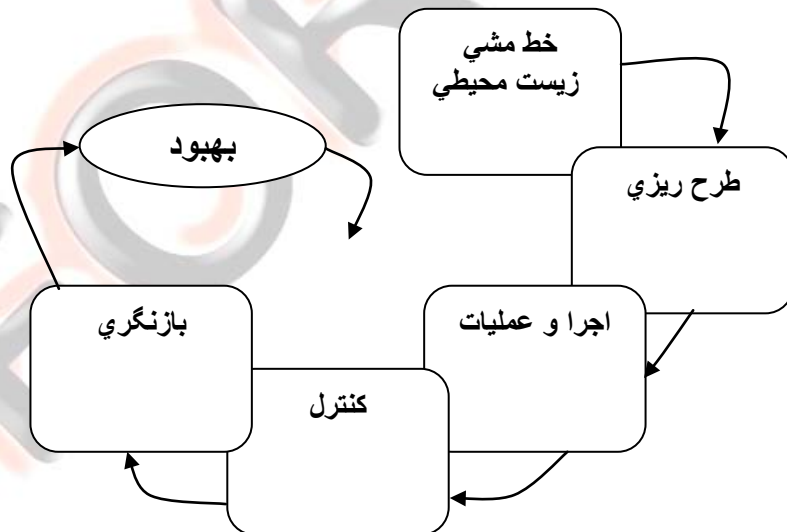 خط مشي
زيست محيطي
طرح ريزي
اجرا و عمليات
كنترل
بازنگري
بهبود